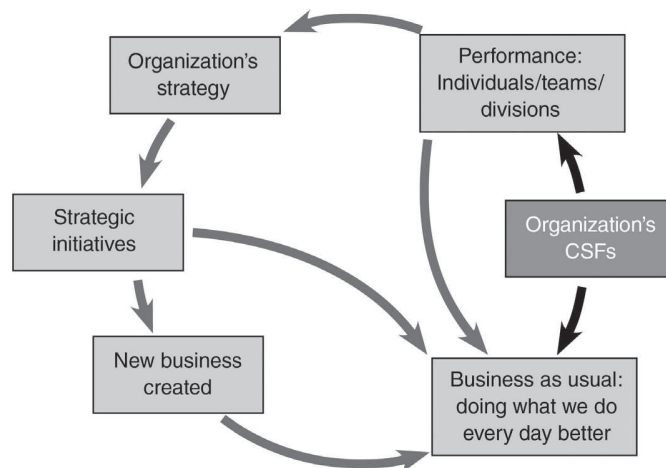 Organization's
strategy
Performance:
Individuals/teams/
divisions
Strategic
initiatives
Organization's
CSFs
New business
created
Business as usual:
doing what we do
every day better